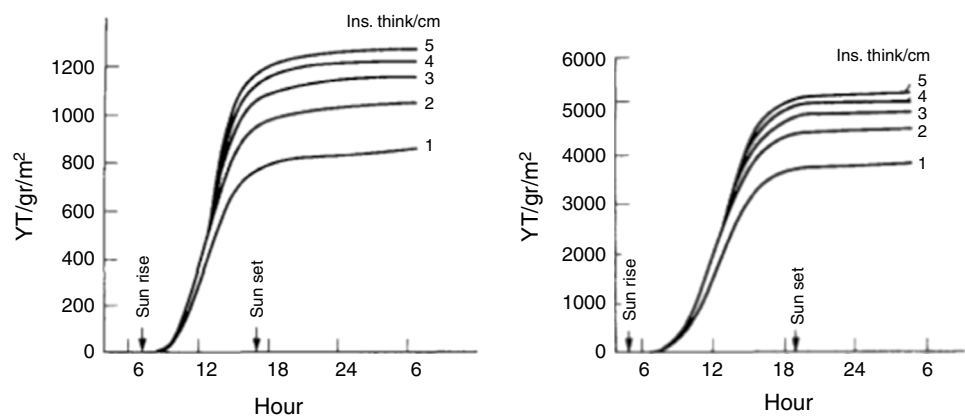 Ins. think/cm
5
4
3
2
1
1200
1000
800
600
400
200
0
YT/gr/m²
Sun rise
Sun set
6 12 18 24 6
Hour
Ins. think/cm
5
4
3
2
1
6000
5000
4000
3000
2000
1000
0
YT/gr/m²
Sun rise
Sun set
6 12 18 24 6
Hour